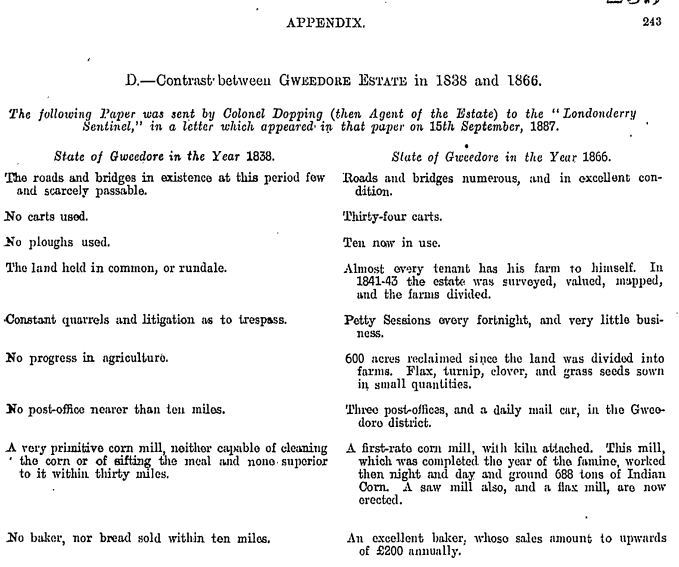 APPENDIX. 243
D.—Contrast between GWEEDORE ESTATE in 1838 and 1866.
The following Paper was sent by Colonel Dopping (then Agent of the Estate) to the "Londonderry
Sentinel," in a letter which appeared in that paper on 15th September, 1887.
State of Gweedore in the Year 1838.
The roads and bridges in existence at this period few
and scarcely passable.
No carts used.
No ploughs used.
The land held in common, or rundale.
Constant quarrels and litigation as to trespass.
No progress in agriculture.
No post-office nearer than ten miles.
A very primitive corn mill, neither capable of cleaning
the corn or of sifting the meal and none superior
to it within thirty miles.
No baker, nor bread sold within ten miles.
State of Gweedore in the Year 1866.
Roads and bridges numerous, and in excellent con-
dition.
Thirty-four carts.
Ten now in use.
Almost every tenant has his farm to himself. In
1841-43 the estate was surveyed, valued, mapped,
and the farms divided.
Petty Sessions every fortnight, and very little busi-
ness.
600 acres reclaimed since the land was divided into
farms. Flax, turnip, clover, and grass seeds sown
in small quantities.
Three post-offices, and a daily mail car, in the Gwee-
dore district.
A first-rate corn mill, with kiln attached. This mill,
which was completed the year of the famine, worked
then night and day and ground 688 tons of Indian
Corn. A saw mill also, and a flax mill, are now
erected.
An excellent baker, whose sales amount to upwards
of £200 annually.